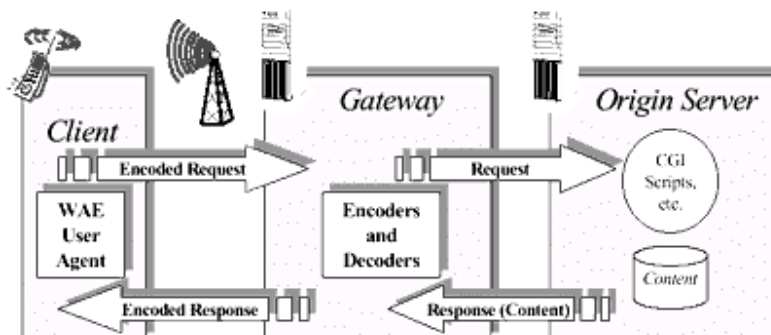 Client
Gateway
Origin Server
Encoded Request
Request
CGI
Scripts,
etc.
WAE
User
Agent
Encoders
and
Decoders
Content
Encoded Response
Response (Content)